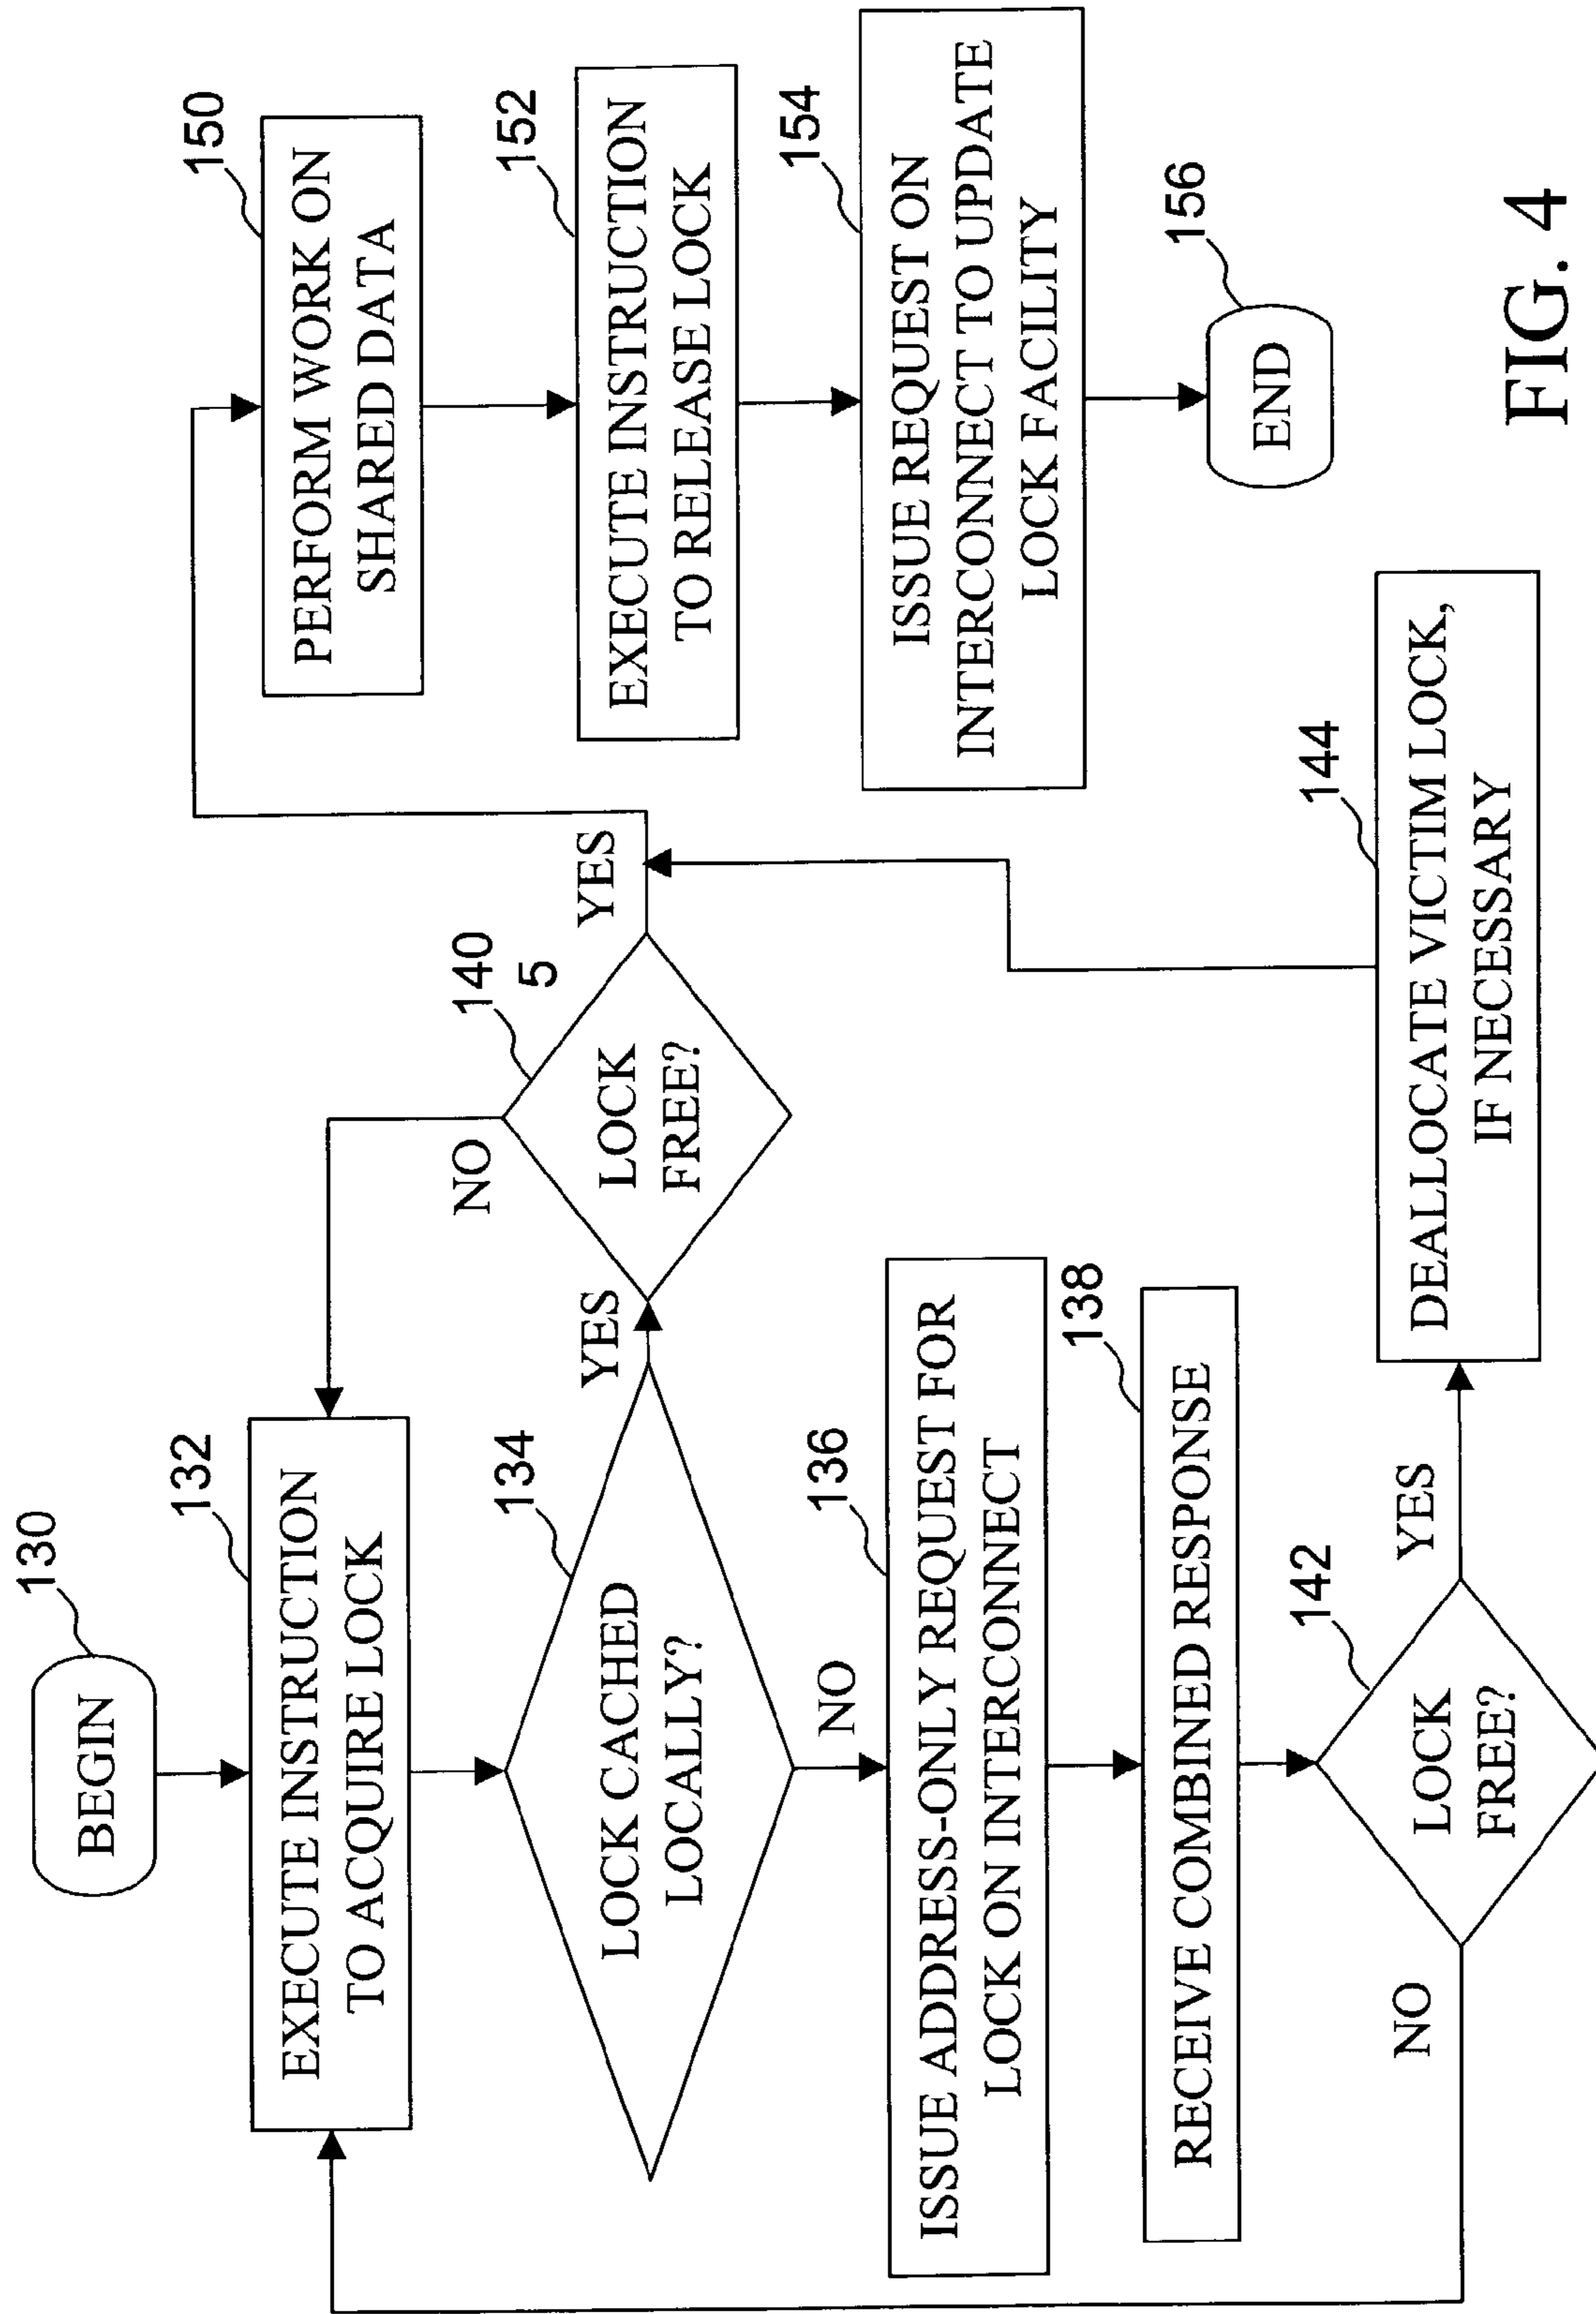 130
BEGIN
132
EXECUTE INSTRUCTION
TO ACQUIRE LOCK
134
LOCK CACHED
LOCALLY?
YES
NO
136
ISSUE ADDRESS-ONLY REQUEST FOR
LOCK ON INTERCONNECT
138
RECEIVE COMBINED RESPONSE
142
LOCK
FREE?
NO
YES
140
5
LOCK
FREE?
NO
YES
144
DEALLOCATE VICTIM LOCK,
IF NECESSARY
150
PERFORM WORK ON
SHARED DATA
152
EXECUTE INSTRUCTION
TO RELEASE LOCK
154
ISSUE REQUEST ON
INTERCONNECT TO UPDATE
LOCK FACILITY
156
END
FIG. 4